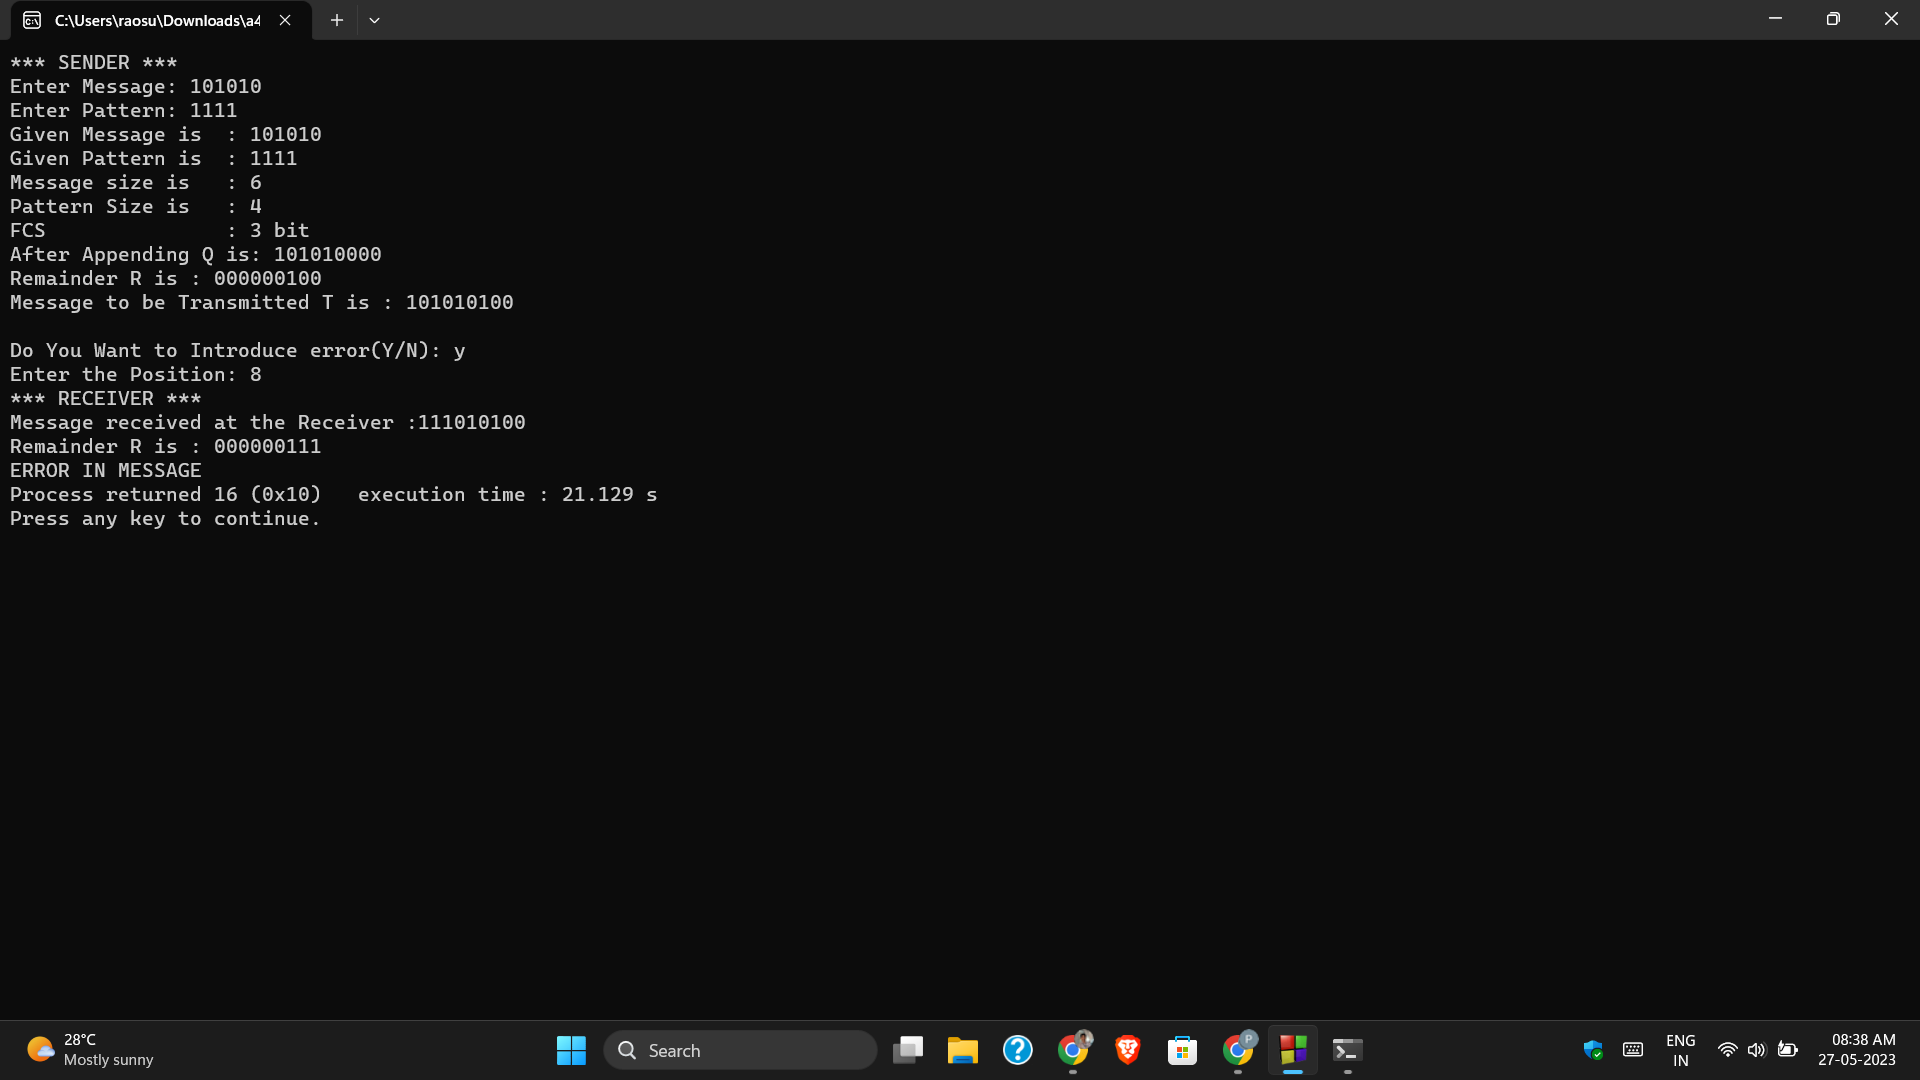 C:\Users\raosu\Downloads\a4
*** SENDER ***
Enter Message: 101010
Enter Pattern: 1111
Given Message is  : 101010
Given Pattern is  : 1111
Message size is   : 6
Pattern Size is   : 4
FCS               : 3 bit
After Appending Q is: 101010000
Remainder R is : 000000100
Message to be Transmitted T is : 101010100
Do You Want to Introduce error(Y/N): y
Enter the Position: 8
*** RECEIVER ***
Message received at the Receiver :111010100
Remainder R is : 000000111
ERROR IN MESSAGE
Process returned 16 (0x10)   execution time : 21.129 s
Press any key to continue.
28°C
Mostly sunny
Search
P
ENG
IN
08:38 AM
27-05-2023